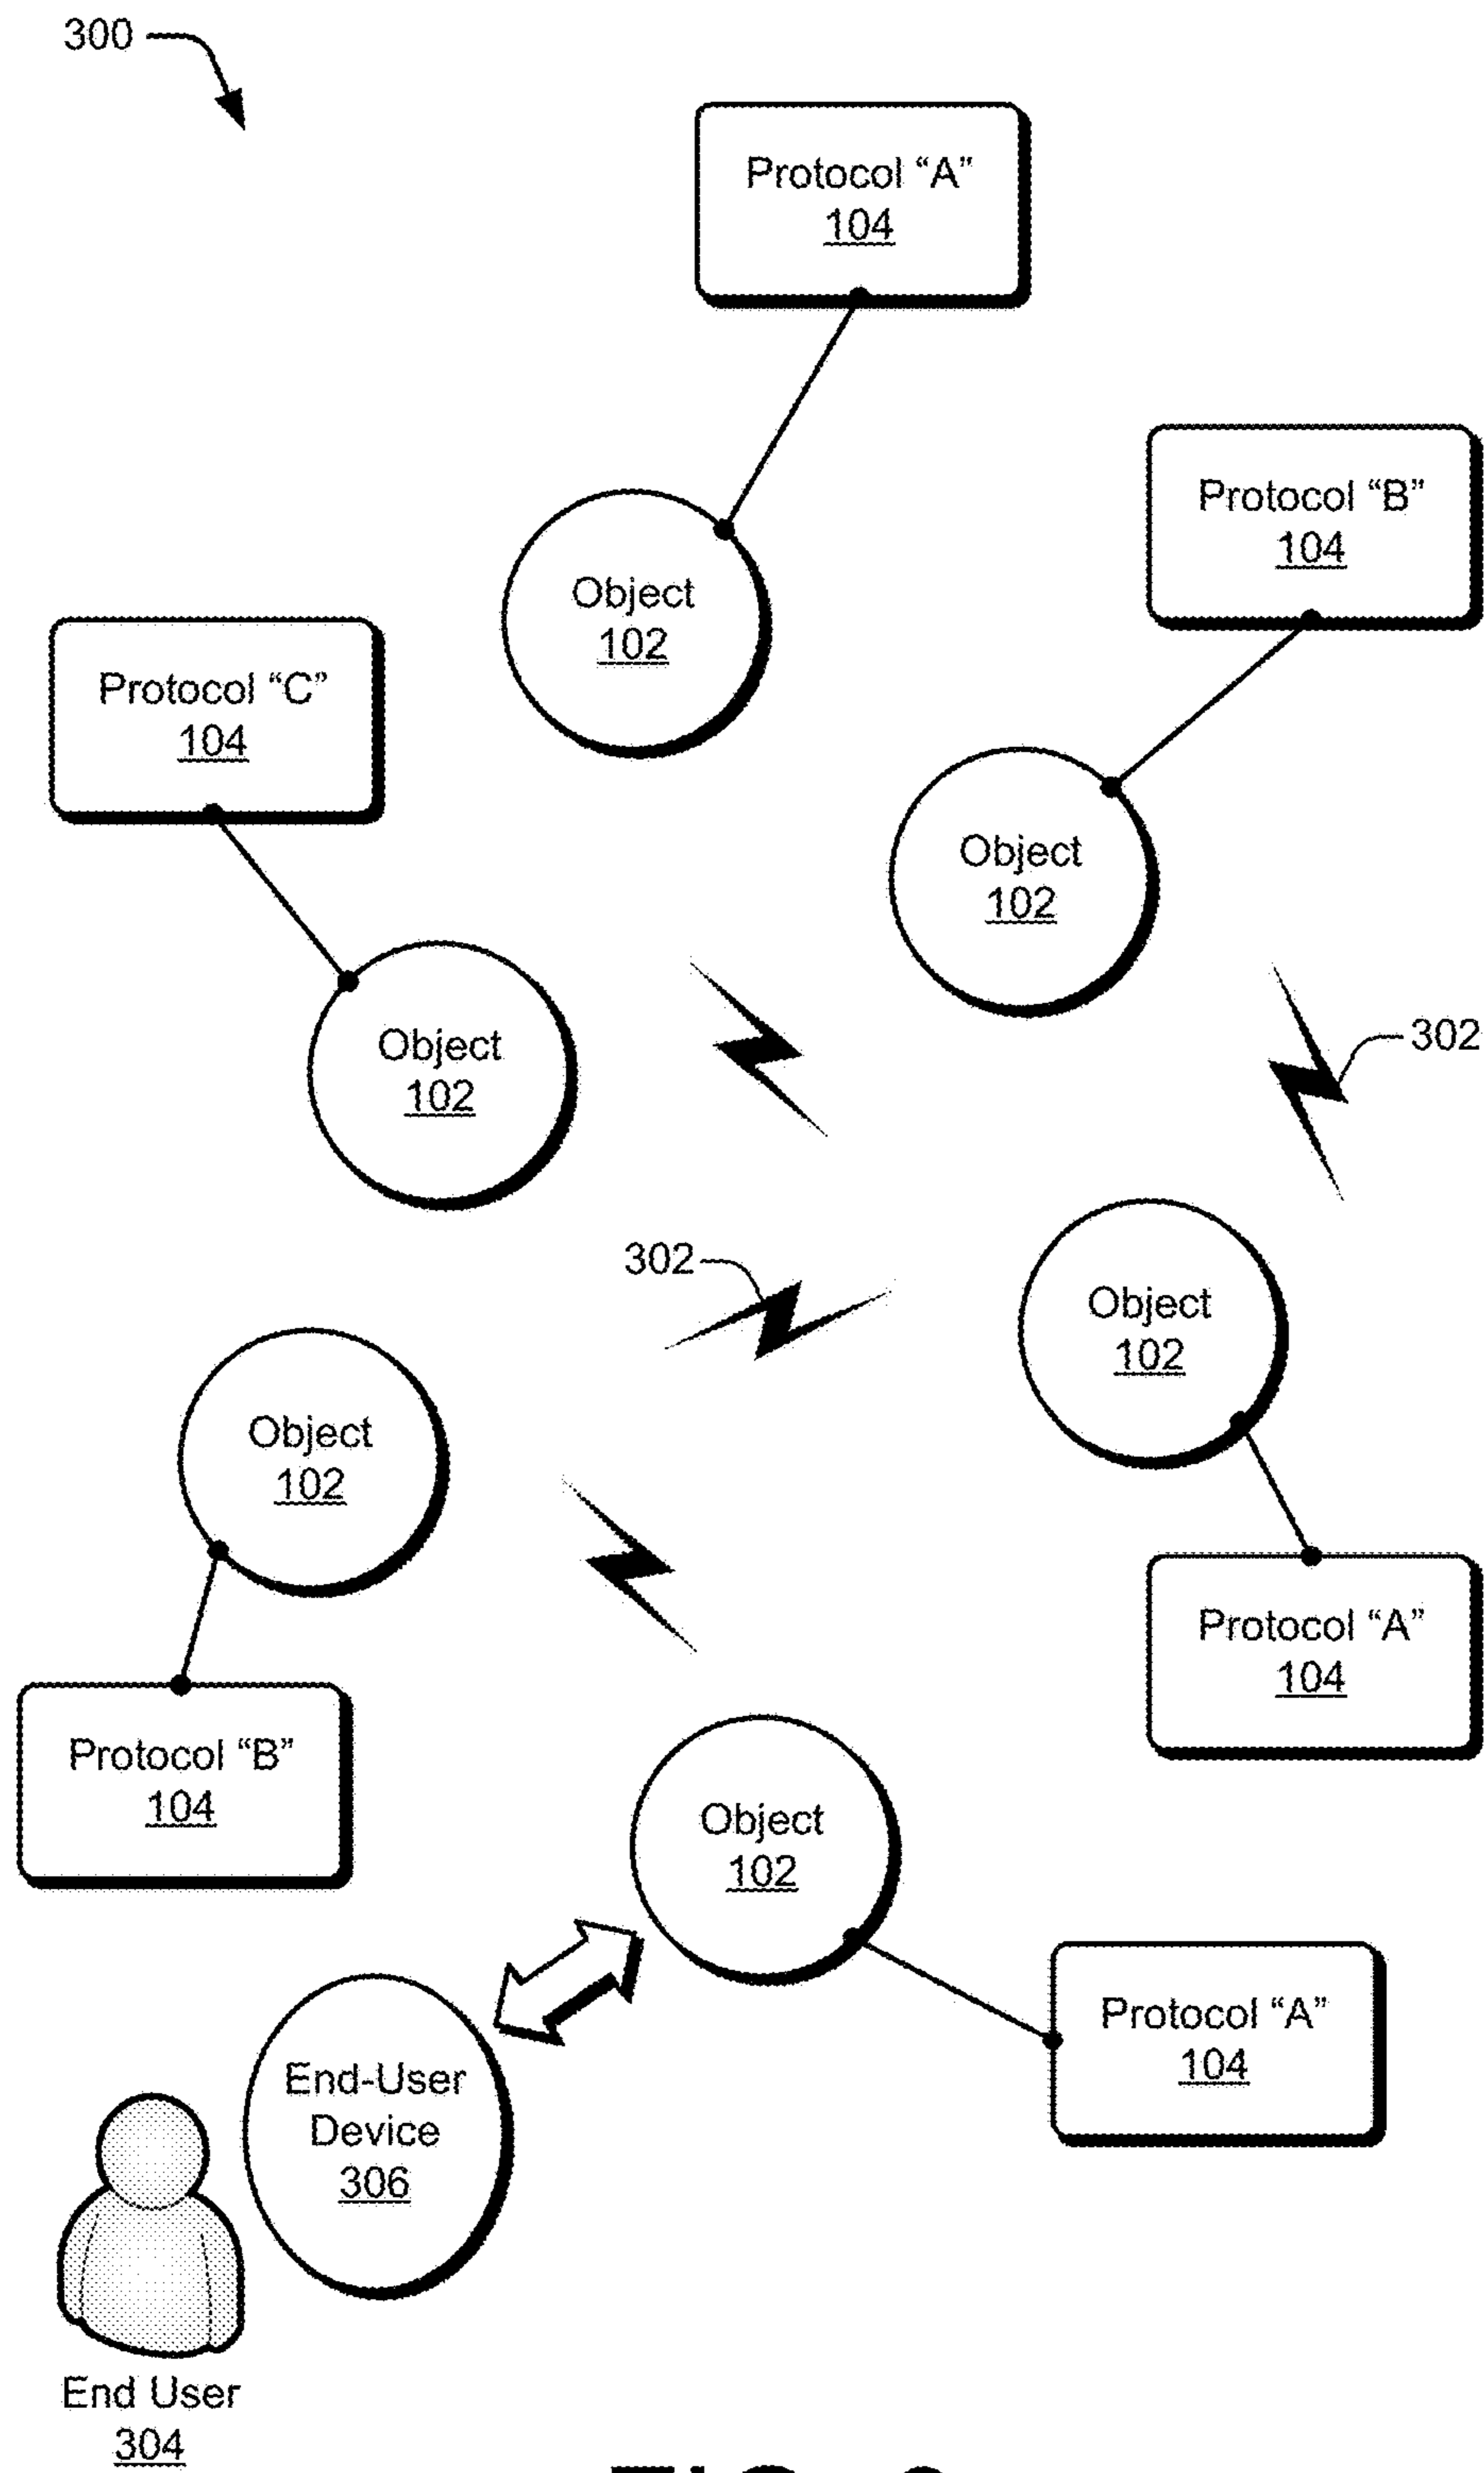 300
Protocol “A”
104
Protocol “B”
104
Object
102
Protocol “C”
104
Object
102
Object
102
302
302
Object
102
Object
102
Protocol “A”
104
Protocol “B”
104
Object
102
Protocol “A”
104
End-User
Device
306
End User
304